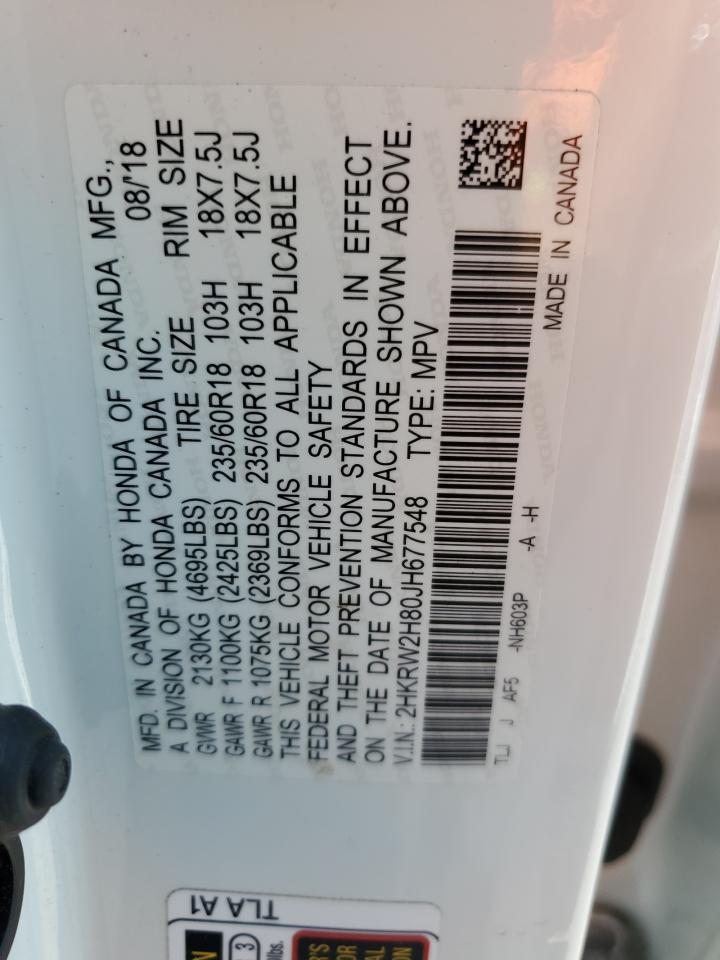 MFD. IN CANADA BY HONDA OF CANADA MFG.,
A DIVISION OF HONDA CANADA INC. 08/'18
GVWR 2130KG (4695LBS) TIRE SIZE RIM SIZE
GAWR F 1100KG (2425LBS) 235/60R18 103H 18X7.5J
GAWR R 1075KG (2369LBS) 235/60R18 103H 18X7.5J
THIS VEHICLE CONFORMS TO ALL APPLICABLE
FEDERAL MOTOR VEHICLE SAFETY
AND THEFT PREVENTION STANDARDS IN EFFECT
ON THE DATE OF MANUFACTURE SHOWN ABOVE.
V.I.N.: 2HKRW2H80JH677548 TYPE: MPV
TLJ J AF5 -NH603P -A -H
MADE IN CANADA
TLA A1
3
lbs.